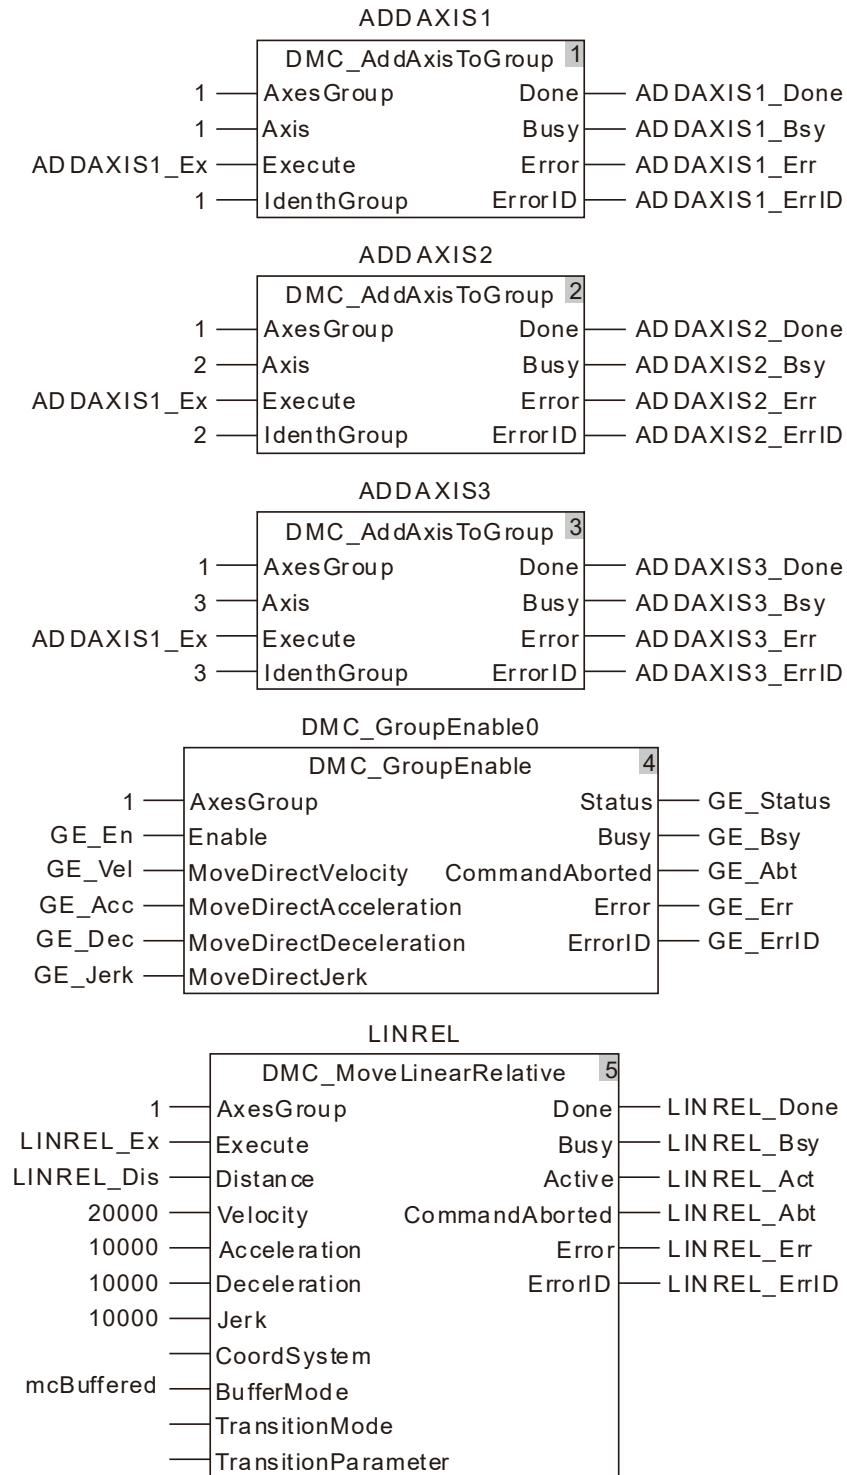 ADDAXIS1
DMC_AddAxisToGroup 1
1 AxesGroup Done ADDAXIS1_Done
1 Axis Busy ADDAXIS1_Bsy
ADDAXIS1_Ex Execute Error ADDAXIS1_Err
1 IdenthGroup ErrorID ADDAXIS1_ErrID
ADDAXIS2
DMC_AddAxisToGroup 2
1 AxesGroup Done ADDAXIS2_Done
2 Axis Busy ADDAXIS2_Bsy
ADDAXIS1_Ex Execute Error ADDAXIS2_Err
2 IdenthGroup ErrorID ADDAXIS2_ErrID
ADDAXIS3
DMC_AddAxisToGroup 3
1 AxesGroup Done ADDAXIS3_Done
3 Axis Busy ADDAXIS3_Bsy
ADDAXIS1_Ex Execute Error ADDAXIS3_Err
3 IdenthGroup ErrorID ADDAXIS3_ErrID
DMC_GroupEnable0
DMC_GroupEnable 4
1 AxesGroup Status GE_Status
GE_En Enable Busy GE_Bsy
GE_Vel MoveDirectVelocity CommandAborted GE_Abt
GE_Acc MoveDirectAcceleration Error GE_Err
GE_Dec MoveDirectDeceleration ErrorID GE_ErrID
GE_Jerk MoveDirectJerk
LINREL
DMC_MoveLinearRelative 5
1 AxesGroup Done LINREL_Done
LINREL_Ex Execute Busy LINREL_Bsy
LINREL_Dis Distance Active LINREL_Act
20000 Velocity CommandAborted LINREL_Abt
10000 Acceleration Error LINREL_Err
10000 Deceleration ErrorID LINREL_ErrID
10000 Jerk
CoordSystem
mcBuffered BufferMode
TransitionMode
TransitionParameter